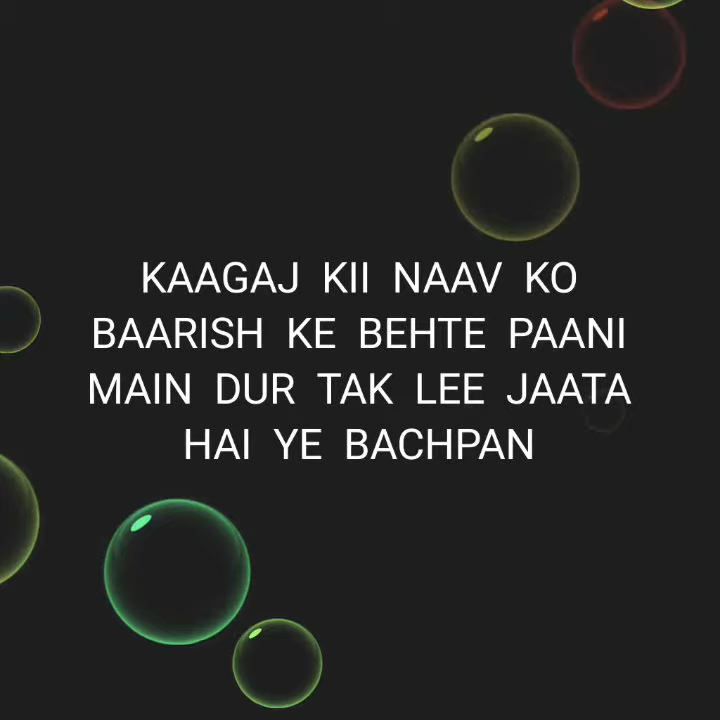 KAAGAJ KII NAAV KO
BAARISH KE BEHTE PAANI
MAIN DUR TAK LEE JAATA
HAI YE BACHPAN